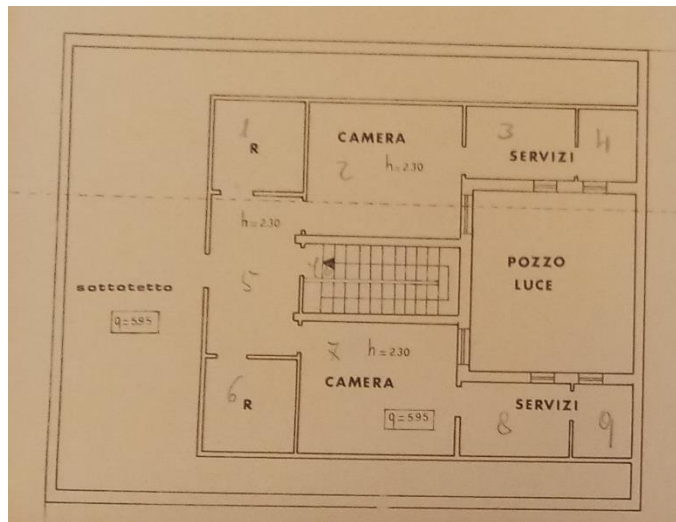 1
R
CAMERA
2
h=2.30
3
SERVIZI
4
h=2.30
5
sottotetto
q=5.95
POZZO
LUCE
6
R
7
h=2.30
CAMERA
q=5.95
SERVIZI
8
9